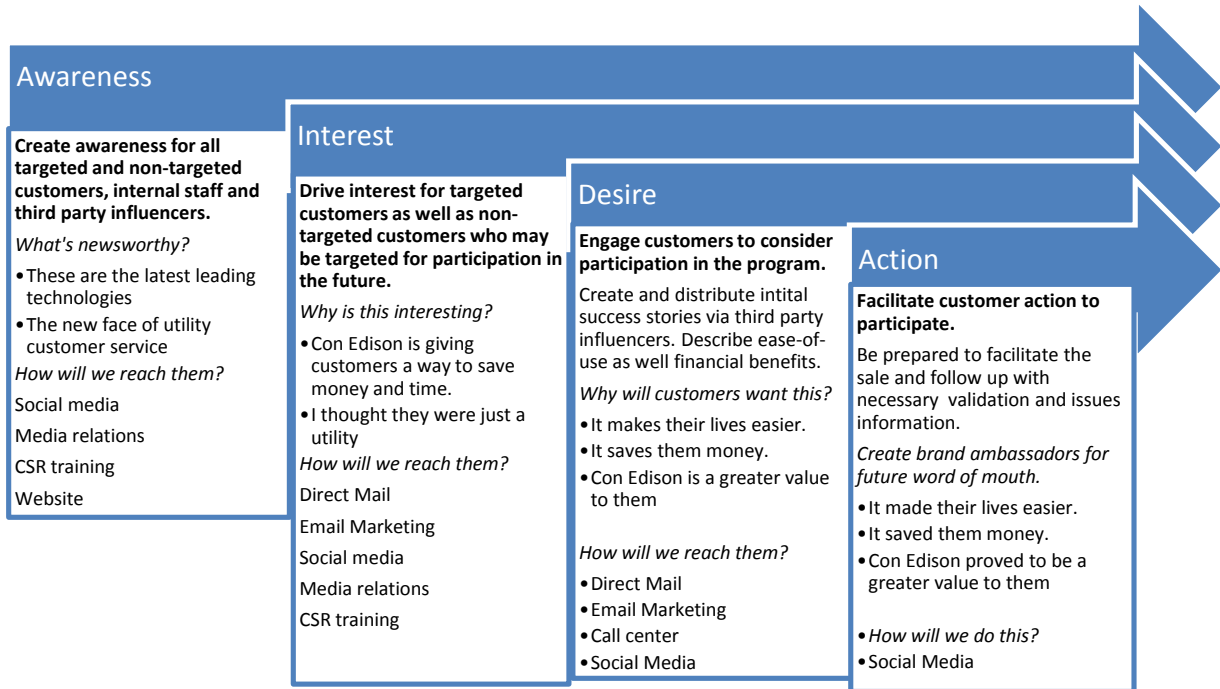 Awareness
Create awareness for all
targeted and non-targeted
customers, internal staff and
third party influencers.
What's newsworthy?
•These are the latest leading
technologies
•The new face of utility
customer service
How will we reach them?
Social media
Media relations
CSR training
Website
Interest
Drive interest for targeted
customers as well as non-
targeted customers who may
be targeted for participation in
the future.
Why is this interesting?
•Con Edison is giving
customers a way to save
money and time.
•I thought they were just a
utility
How will we reach them?
Direct Mail
Email Marketing
Social media
Media relations
CSR training
Desire
Engage customers to consider
participation in the program.
Create and distribute intital
success stories via third party
influencers. Describe ease-of-
use as well financial benefits.
Why will customers want this?
•It makes their lives easier.
•It saves them money.
•Con Edison is a greater value
to them
How will we reach them?
•Direct Mail
•Email Marketing
•Call center
•Social Media
Action
Facilitate customer action to
participate.
Be prepared to facilitate the
sale and follow up with
necessary validation and issues
information.
Create brand ambassadors for
future word of mouth.
•It made their lives easier.
•It saved them money.
•Con Edison proved to be a
greater value to them
•How will we do this?
•Social Media